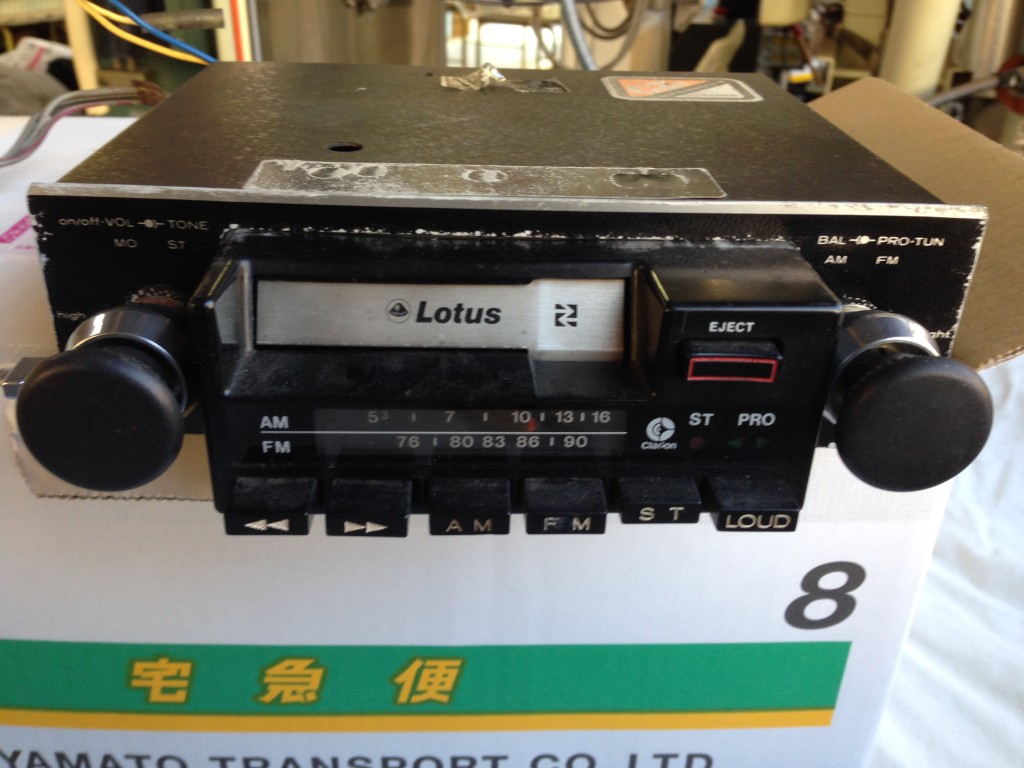 on/off-VOL TONE
MO ST
high
BAL PRO-TUN
AM FM
Lotus
EJECT
AM 53 7 10 13 16
FM 76 80 83 86 90
Clarion
ST PRO
AM FM ST LOUD
8
宅急便
YAMATO TRANSPORT CO.,LTD.